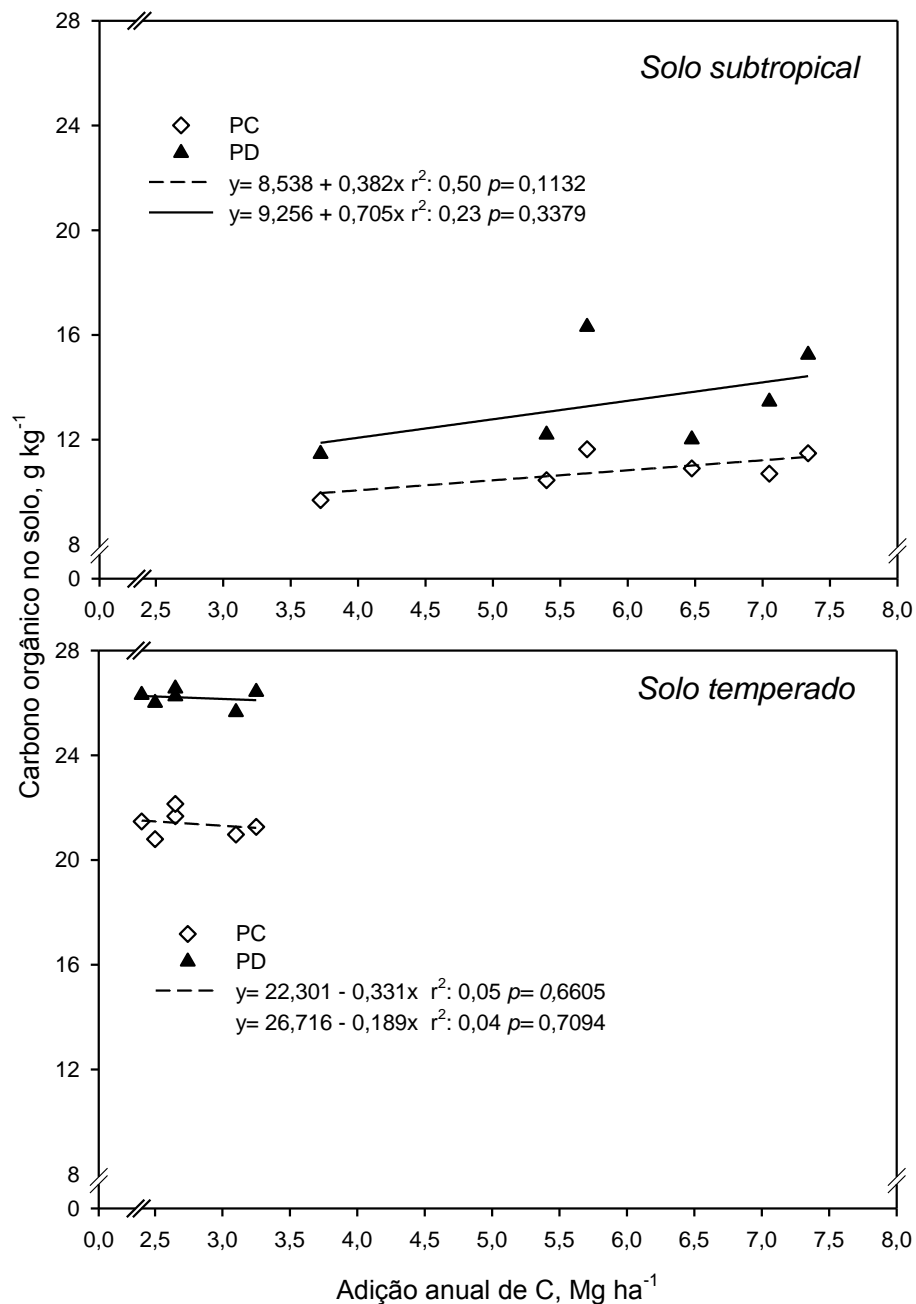 28
Solo subtropical
24
PC
PD
y= 8,538 + 0,382x r²: 0,50 p= 0,1132
y= 9,256 + 0,705x r²: 0,23 p= 0,3379
20
16
12
8
0
0,0 2,5 3,0 3,5 4,0 4,5 5,0 5,5 6,0 6,5 7,0 7,5 8,0
Carbono orgânico no solo, g kg⁻¹
28
Solo temperado
24
20
PC
PD
16
y= 22,301 - 0,331x r²: 0,05 p= 0,6605
y= 26,716 - 0,189x r²: 0,04 p= 0,7094
12
8
0
0,0 2,5 3,0 3,5 4,0 4,5 5,0 5,5 6,0 6,5 7,0 7,5 8,0
Adição anual de C, Mg ha⁻¹